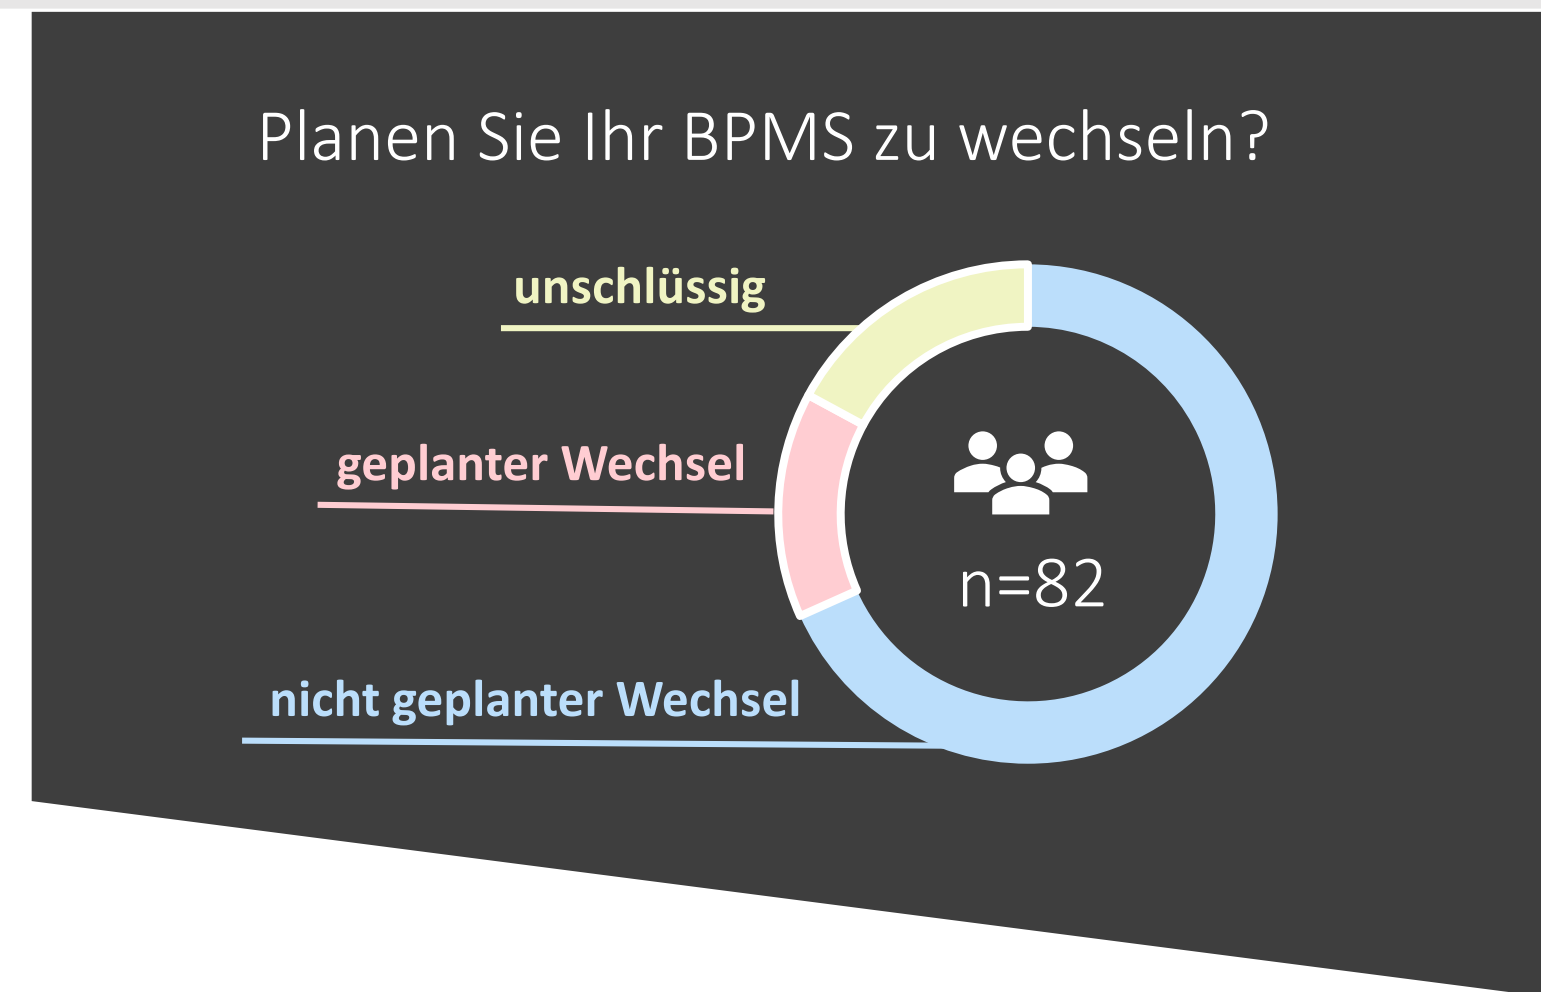 Planen Sie Ihr BPMS zu wechseln?
unschlüssig
geplanter Wechsel
n=82
nicht geplanter Wechsel